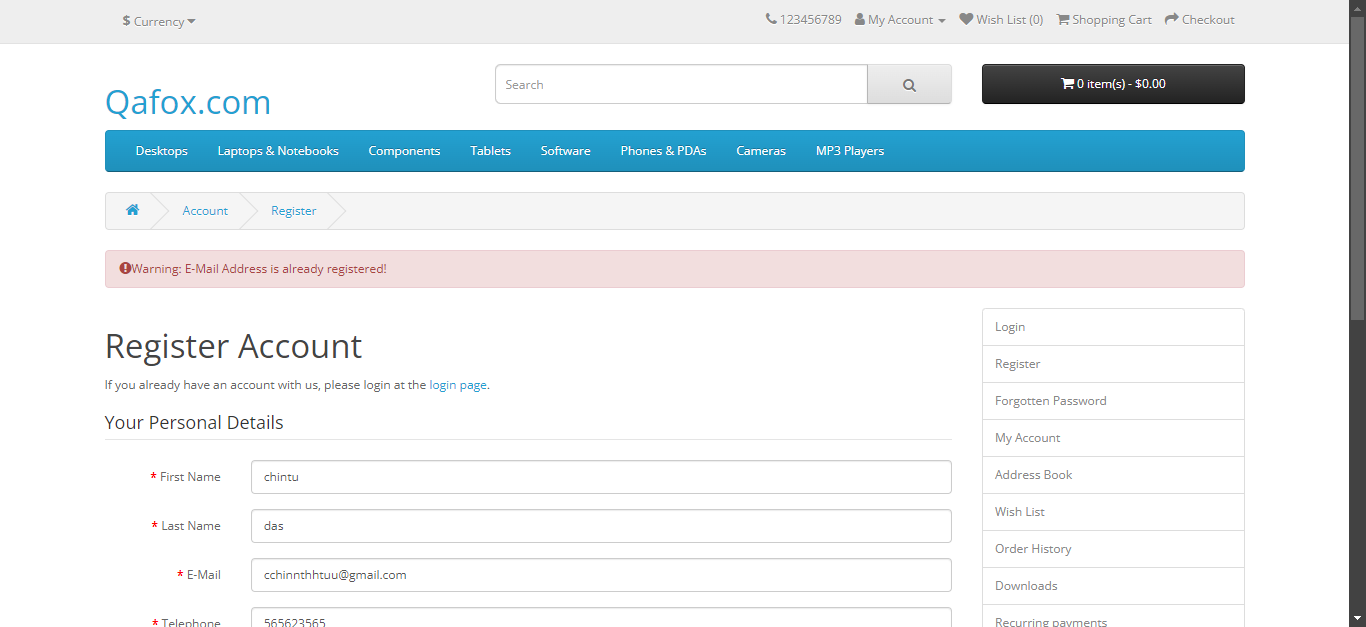 $ Currency
123456789 My Account Wish List (0) Shopping Cart Checkout
Qafox.com
Search
0 item(s) - $0.00
Desktops Laptops & Notebooks Components Tablets Software Phones & PDAs Cameras MP3 Players
Account Register
Warning: E-Mail Address is already registered!
Register Account
If you already have an account with us, please login at the login page.
Your Personal Details
* First Name chintu
* Last Name das
* E-Mail cchinnthhtuu@gmail.com
* Telephone 565623565
Login
Register
Forgotten Password
My Account
Address Book
Wish List
Order History
Downloads
Recurring payments